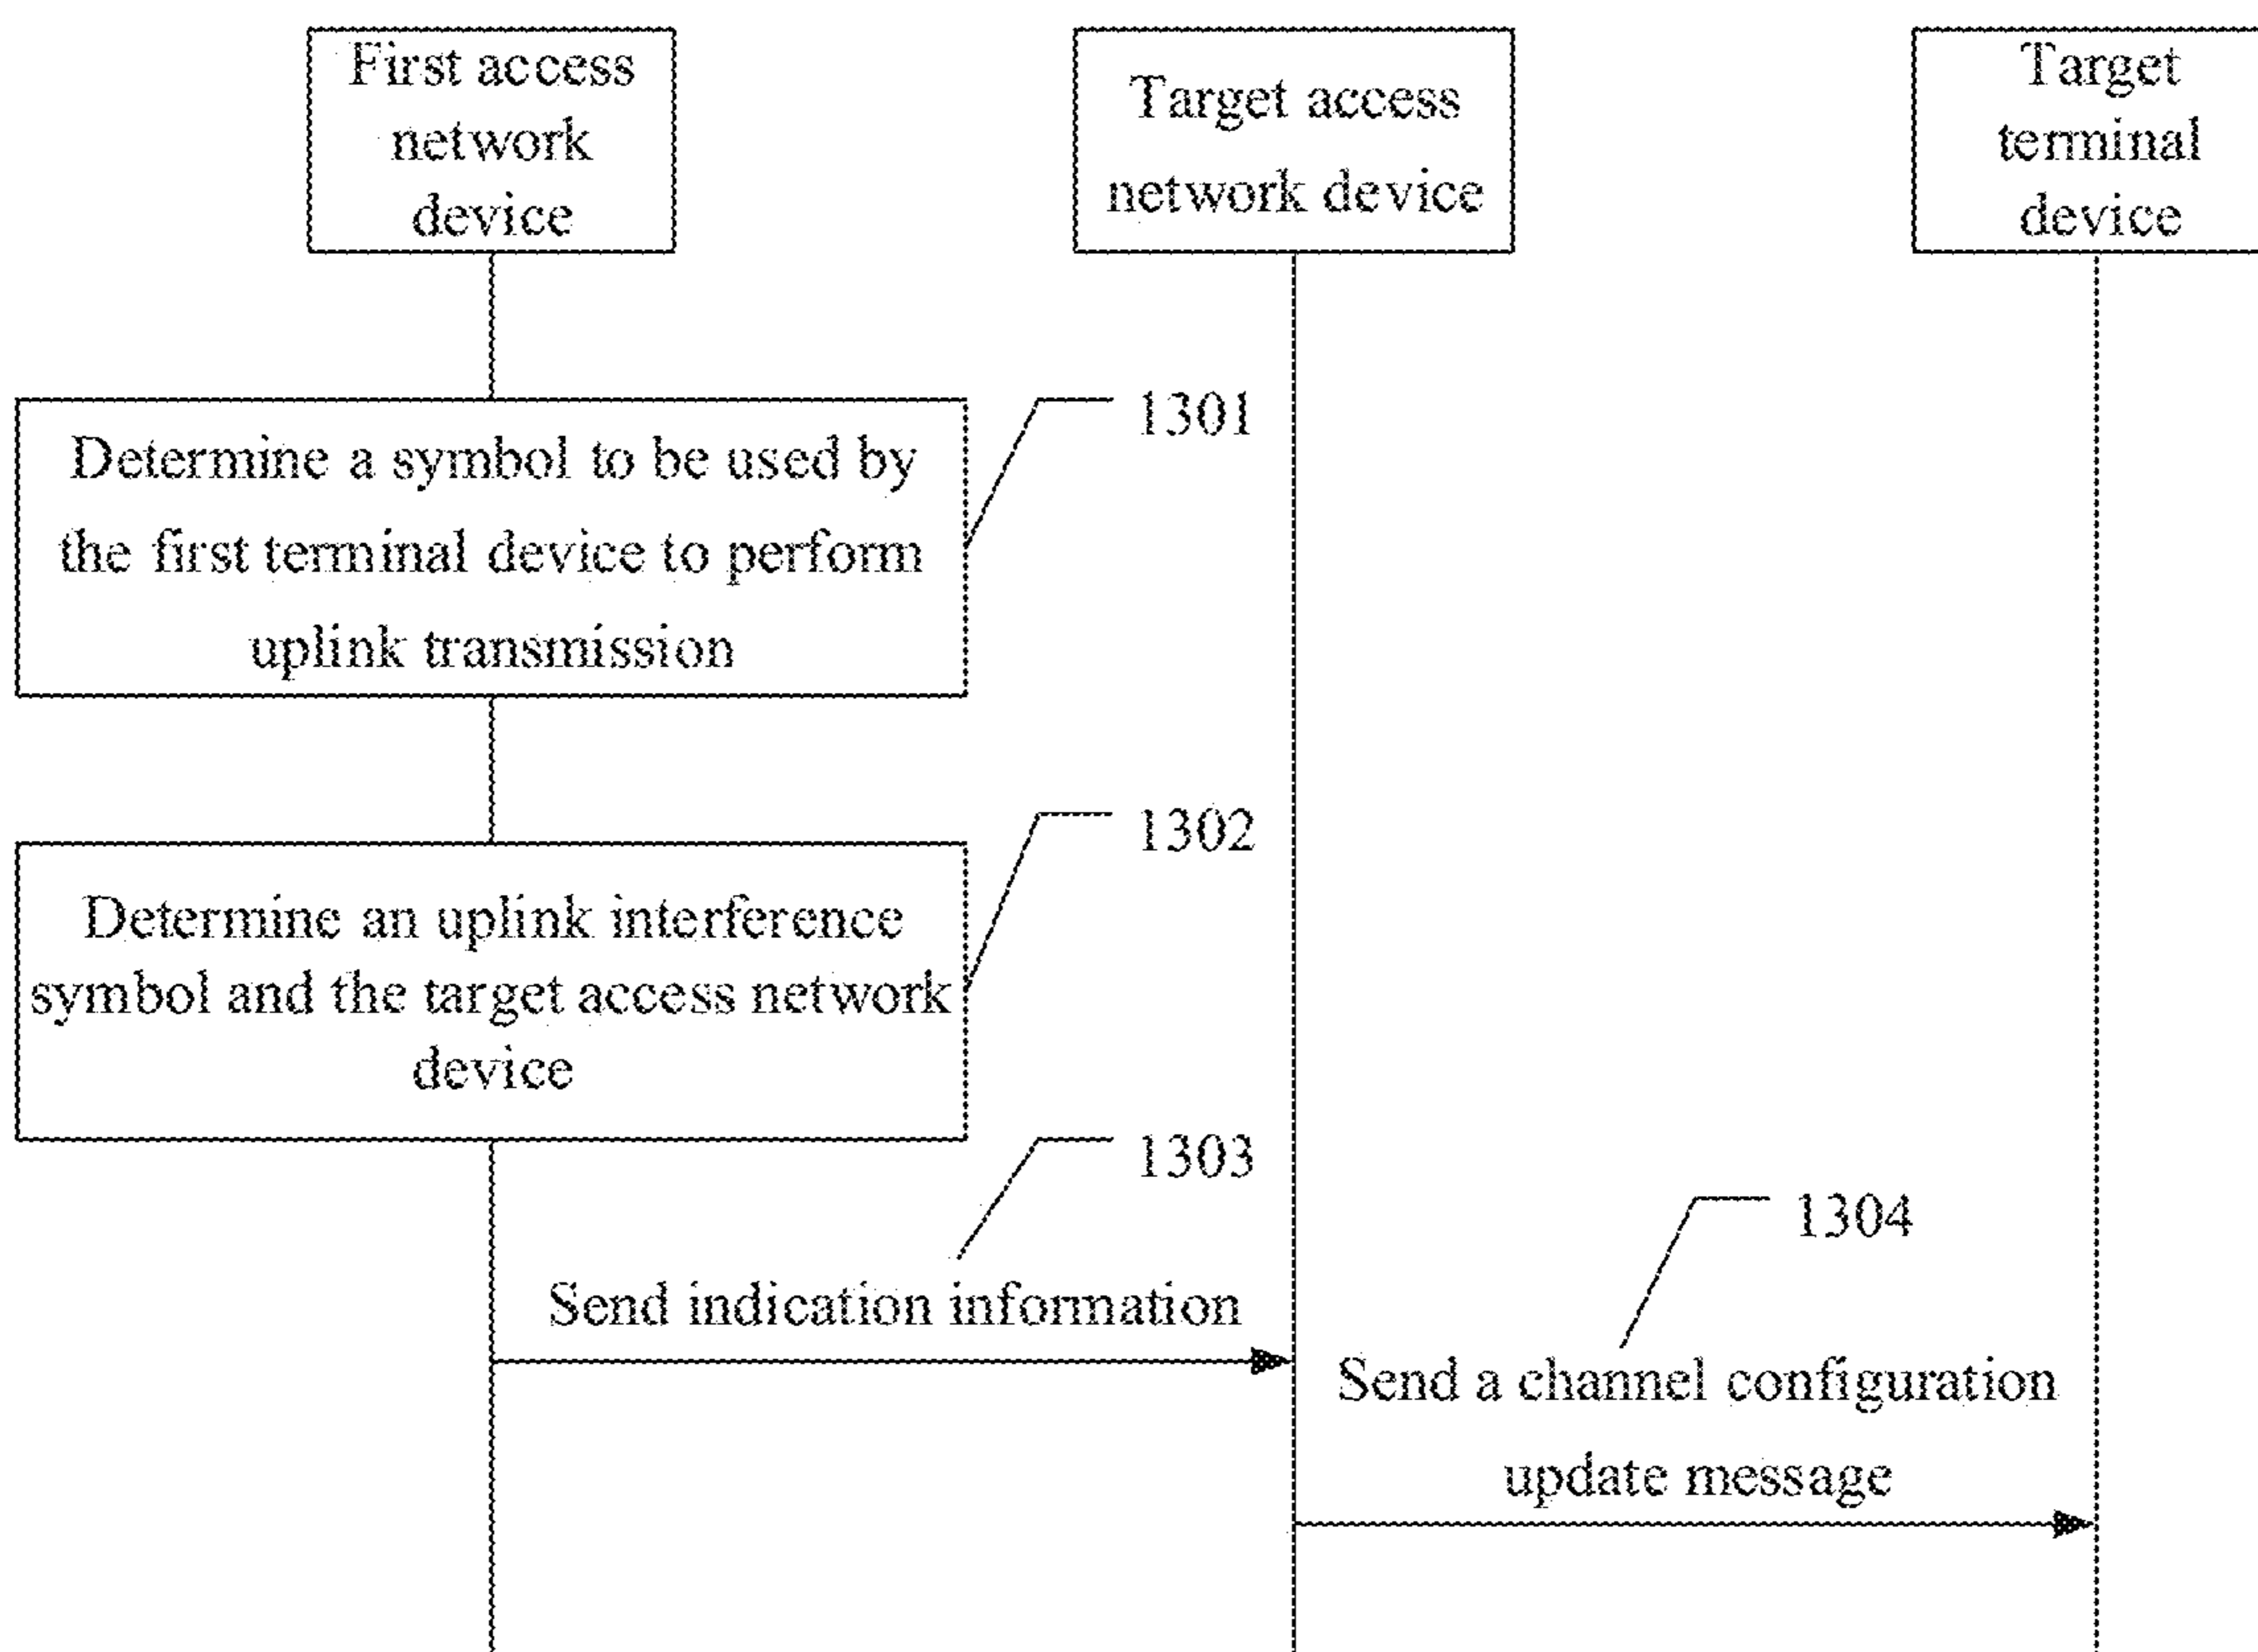 First access
network
device
Target access
network device
Target
terminal
device
1301
Determine a symbol to be used by
the first terminal device to perform
uplink transmission
1302
Determine an uplink interference
symbol and the target access network
device
1303
Send indication information
1304
Send a channel configuration
update message